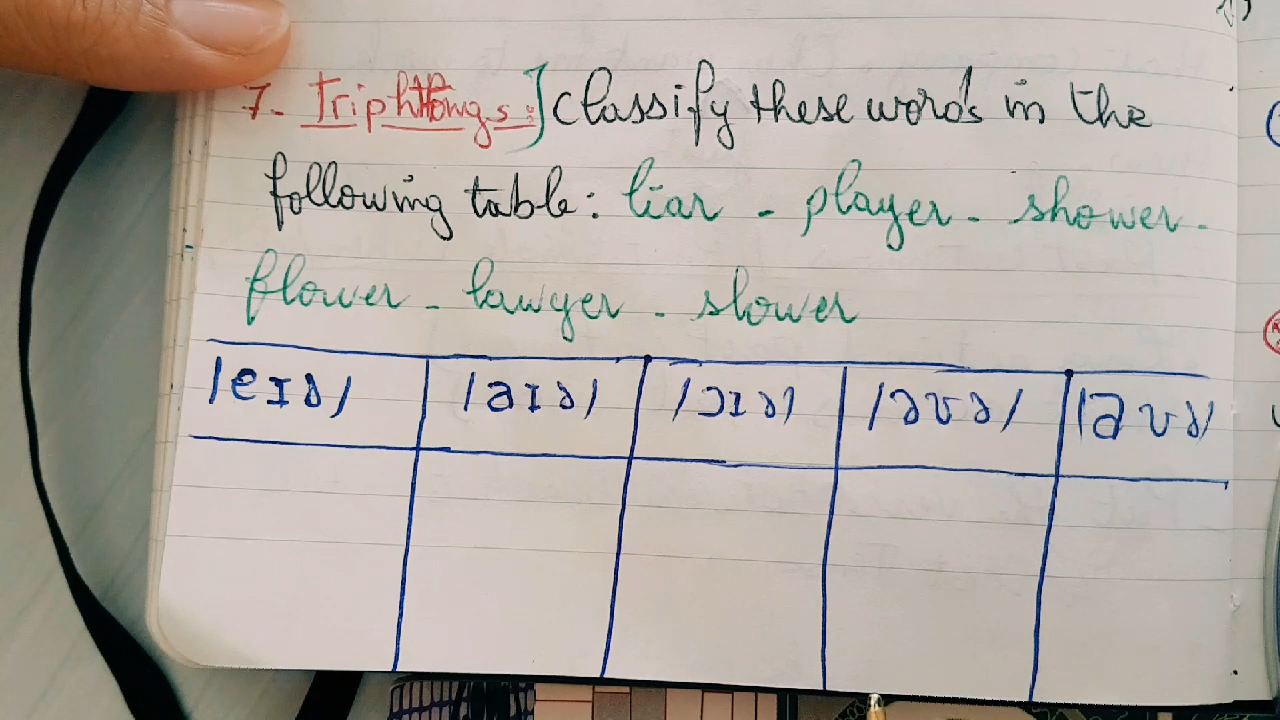 7- Triphthongs:] classify these words in the
following table: liar - player - shower -
flower - lawyer - slower
/eɪə/ /aɪə/ /ɔɪə/ /əʊə/ /aʊə/